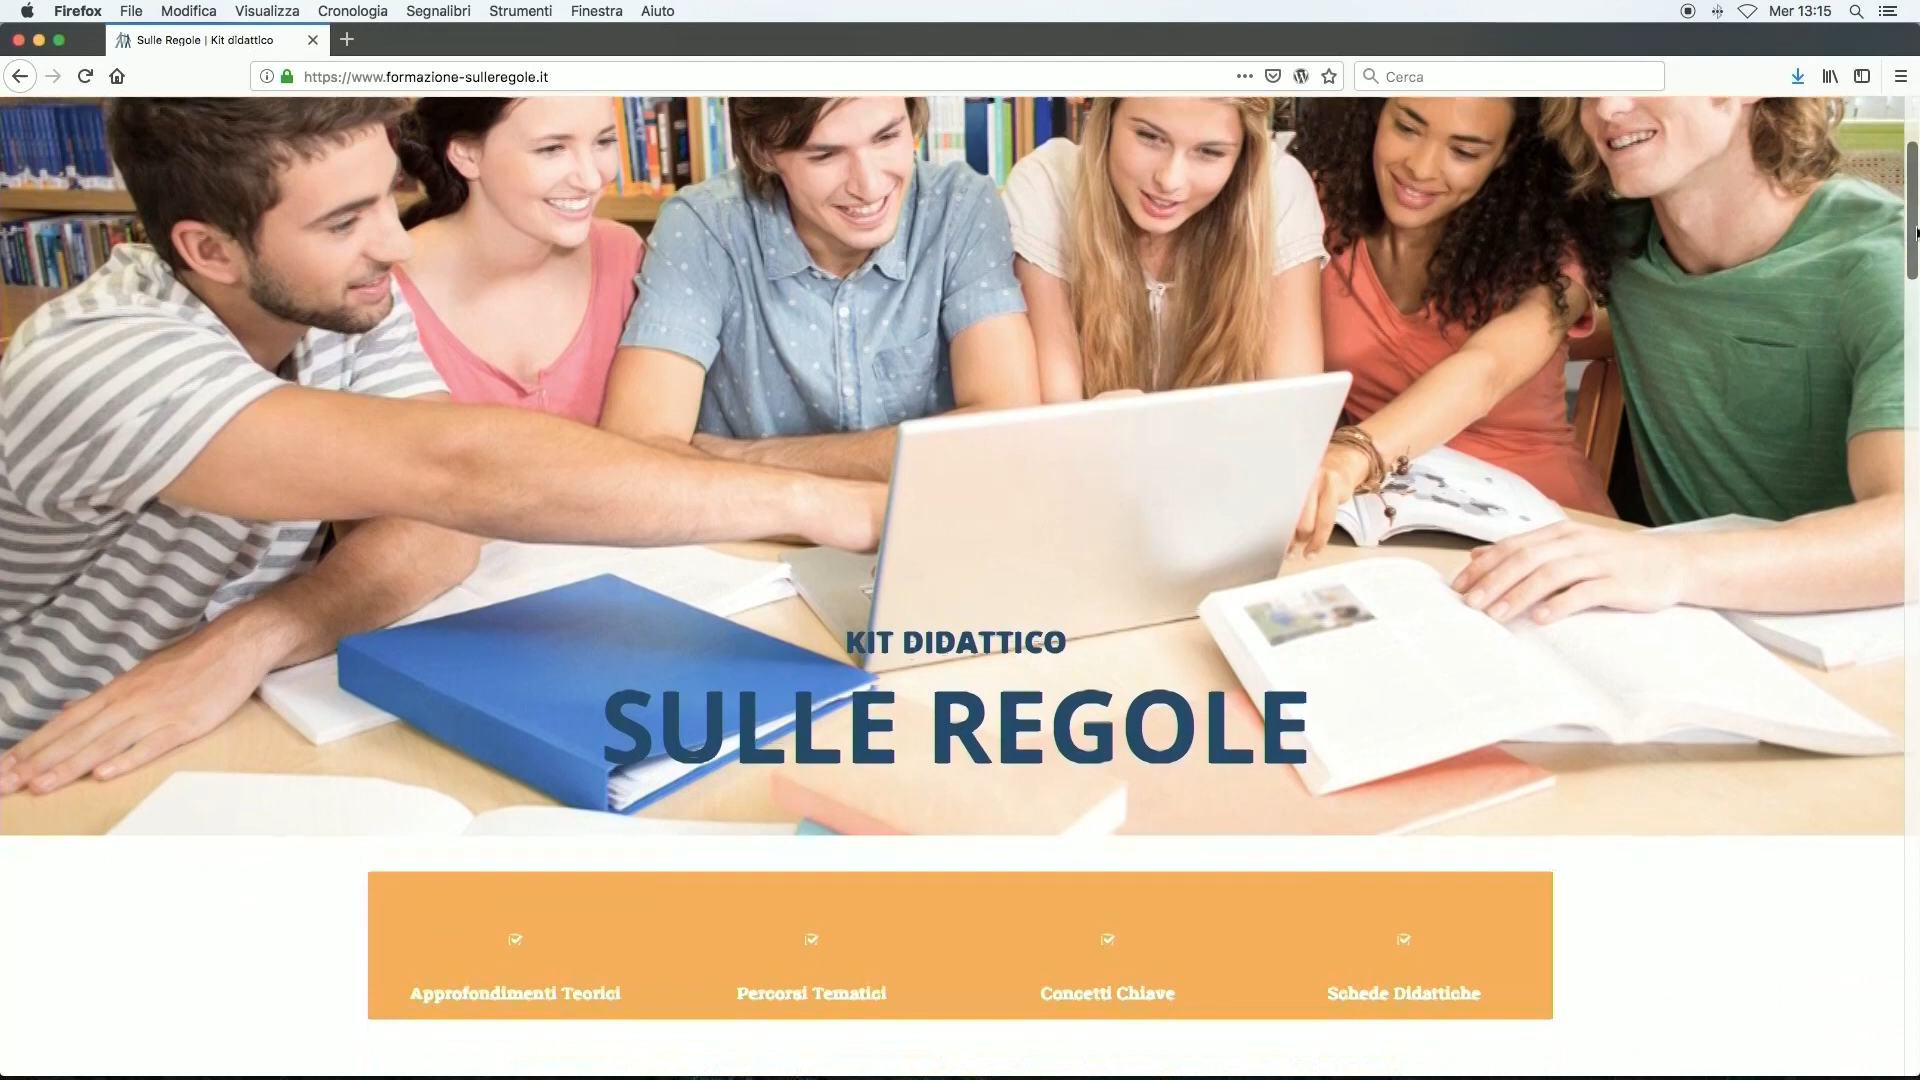 Firefox File Modifica Visualizza Cronologia Segnalibri Strumenti Finestra Aiuto Mer 13:15
Sulle Regole | Kit didattico
https://www.formazione-sulleregole.it Cerca
KIT DIDATTICO
SULLE REGOLE
Approfondimenti Teorici Percorsi Tematici Concetti Chiave Schede Didattiche